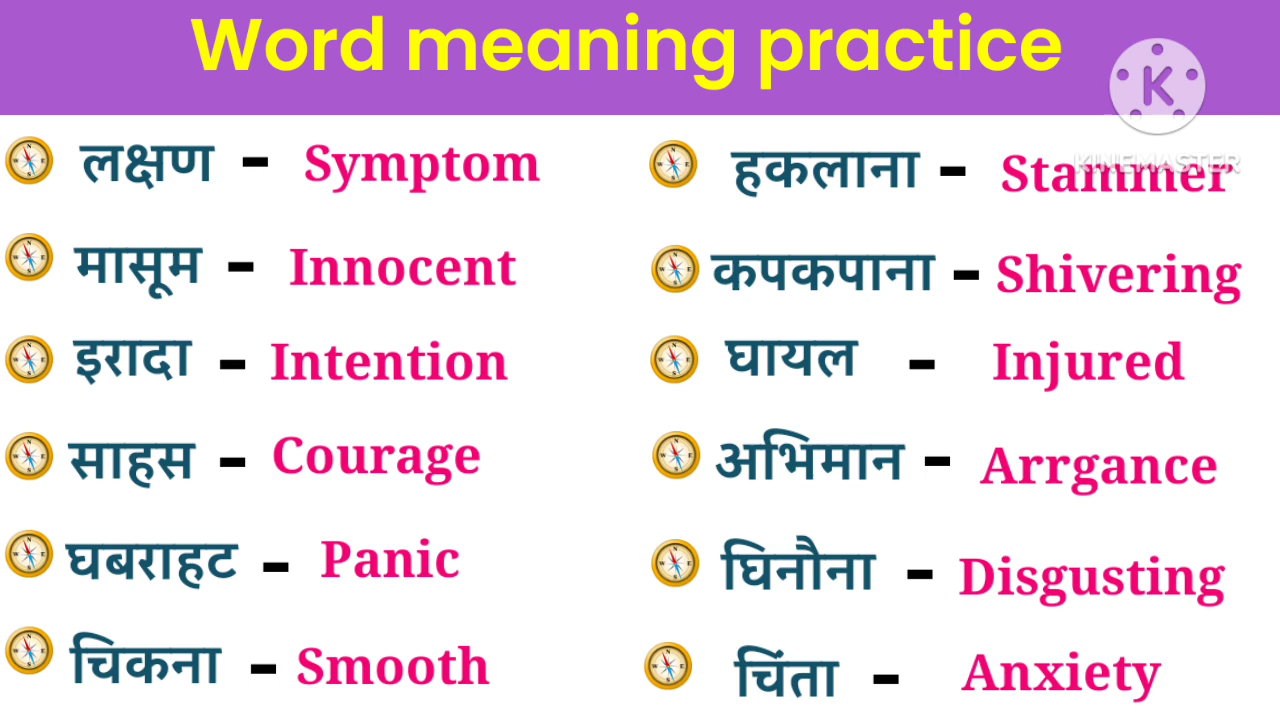 Word meaning practice
K
KINEMASTER
लक्षण - Symptom
मासूम - Innocent
इरादा - Intention
साहस - Courage
घबराहट - Panic
चिकना - Smooth
हकलाना - Stammer
कपकपाना - Shivering
घायल - Injured
अभिमान - Arrgance
घिनौना - Disgusting
चिंता - Anxiety